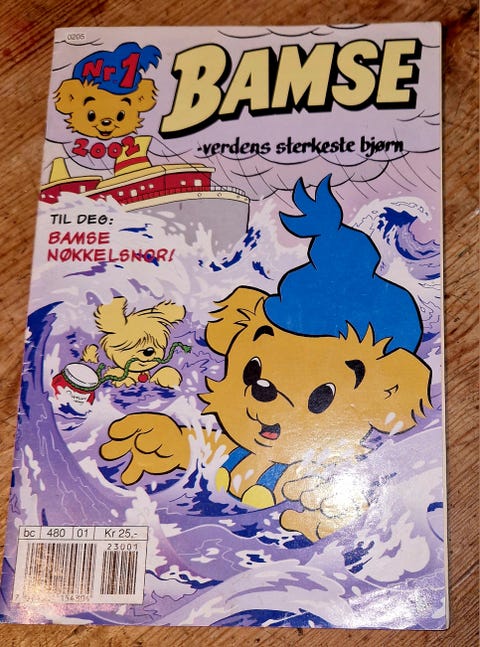 0205
Nr 1
2002
BAMSE
-verdens sterkeste bjørn
TIL DEG:
BAMSE
NØKKELSNOR!
bc 480 01 Kr 25,-
23001